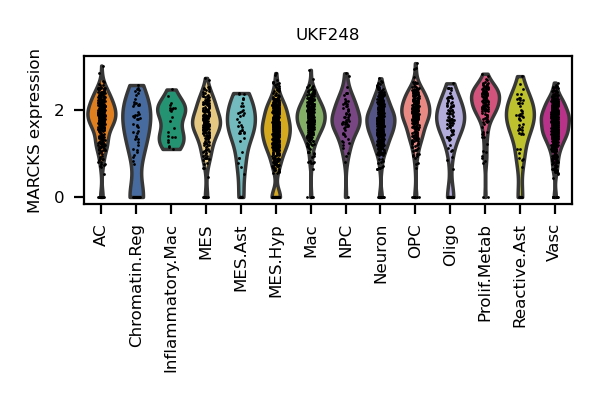 UKF248
MARCKS expression
2
0
AC
Chromatin.Reg
Inflammatory.Mac
MES
MES.Ast
MES.Hyp
Mac
NPC
Neuron
OPC
Oligo
Prolif.Metab
Reactive.Ast
Vasc